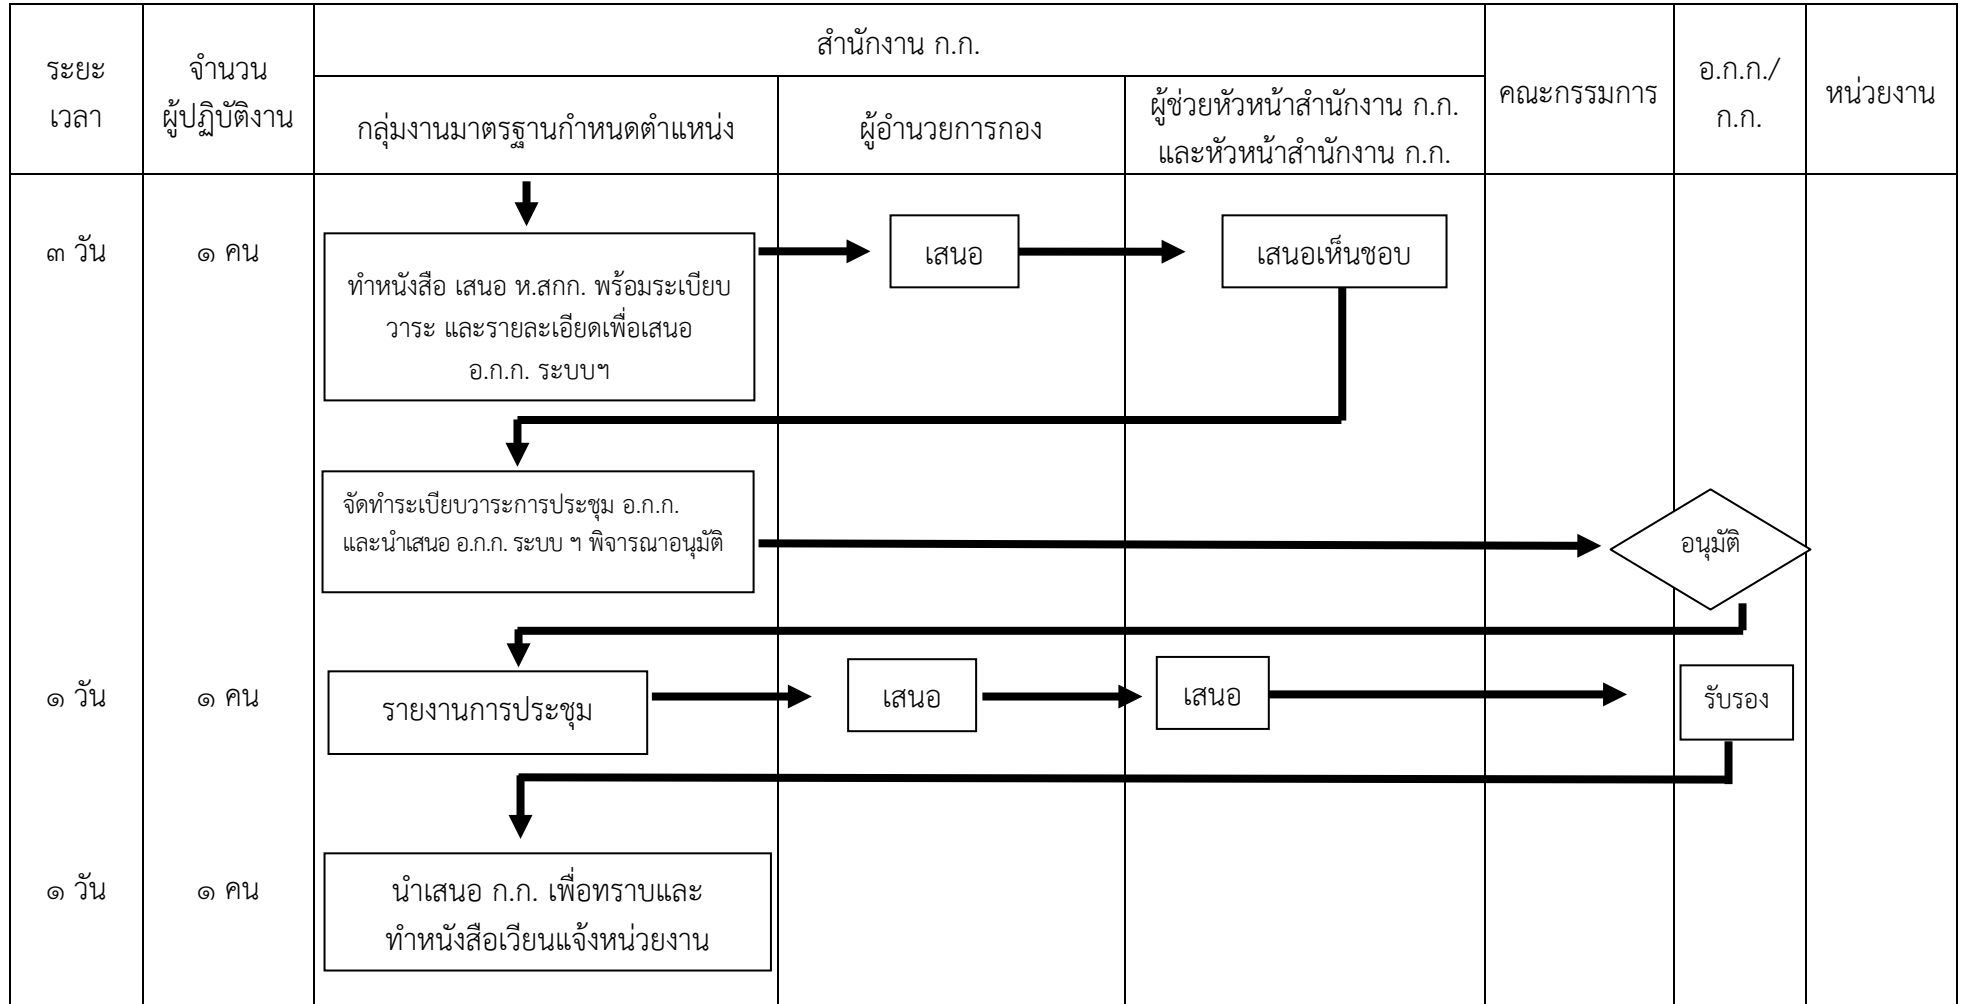 ระยะ
เวลา
จำนวน
ผู้ปฏิบัติงาน
สำนักงาน ก.ก.
กลุ่มงานมาตรฐานกำหนดตำแหน่ง
ผู้อำนวยการกอง
ผู้ช่วยหัวหน้าสำนักงาน ก.ก.
และหัวหน้าสำนักงาน ก.ก.
คณะกรรมการ
อ.ก.ก./
ก.ก.
หน่วยงาน
๓ วัน
๑ คน
ทำหนังสือ เสนอ ห.สกก. พร้อมระเบียบ
วาระ และรายละเอียดเพื่อเสนอ
อ.ก.ก. ระบบฯ
เสนอ
เสนอเห็นชอบ
จัดทำระเบียบวาระการประชุม อ.ก.ก.
และนำเสนอ อ.ก.ก. ระบบ ฯ พิจารณาอนุมัติ
อนุมัติ
๑ วัน
๑ คน
รายงานการประชุม
เสนอ
เสนอ
รับรอง
๑ วัน
๑ คน
นำเสนอ ก.ก. เพื่อทราบและ
ทำหนังสือเวียนแจ้งหน่วยงาน